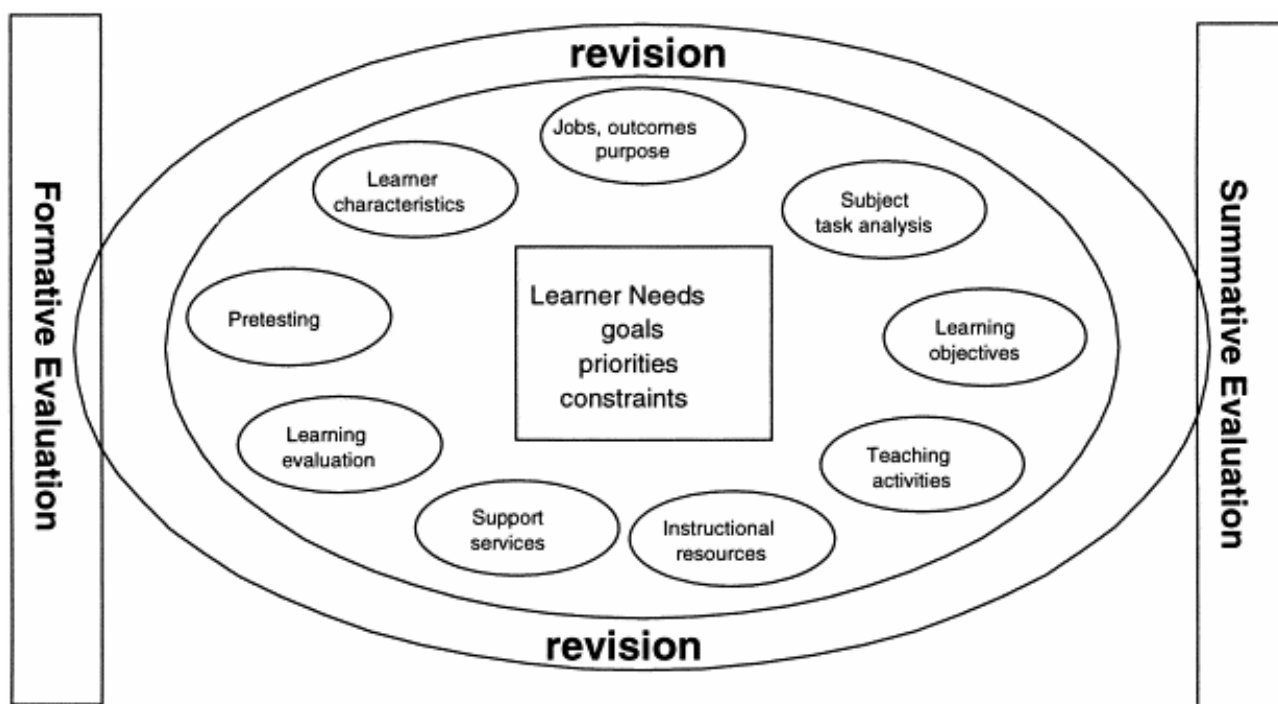 revision
Jobs, outcomes
purpose
Learner
characteristics
Subject
task analysis
Formative Evaluation
Summative Evaluation
Learner Needs
goals
priorities
constraints
Pretesting
Learning
objectives
Learning
evaluation
Teaching
activities
Support
services
Instructional
resources
revision